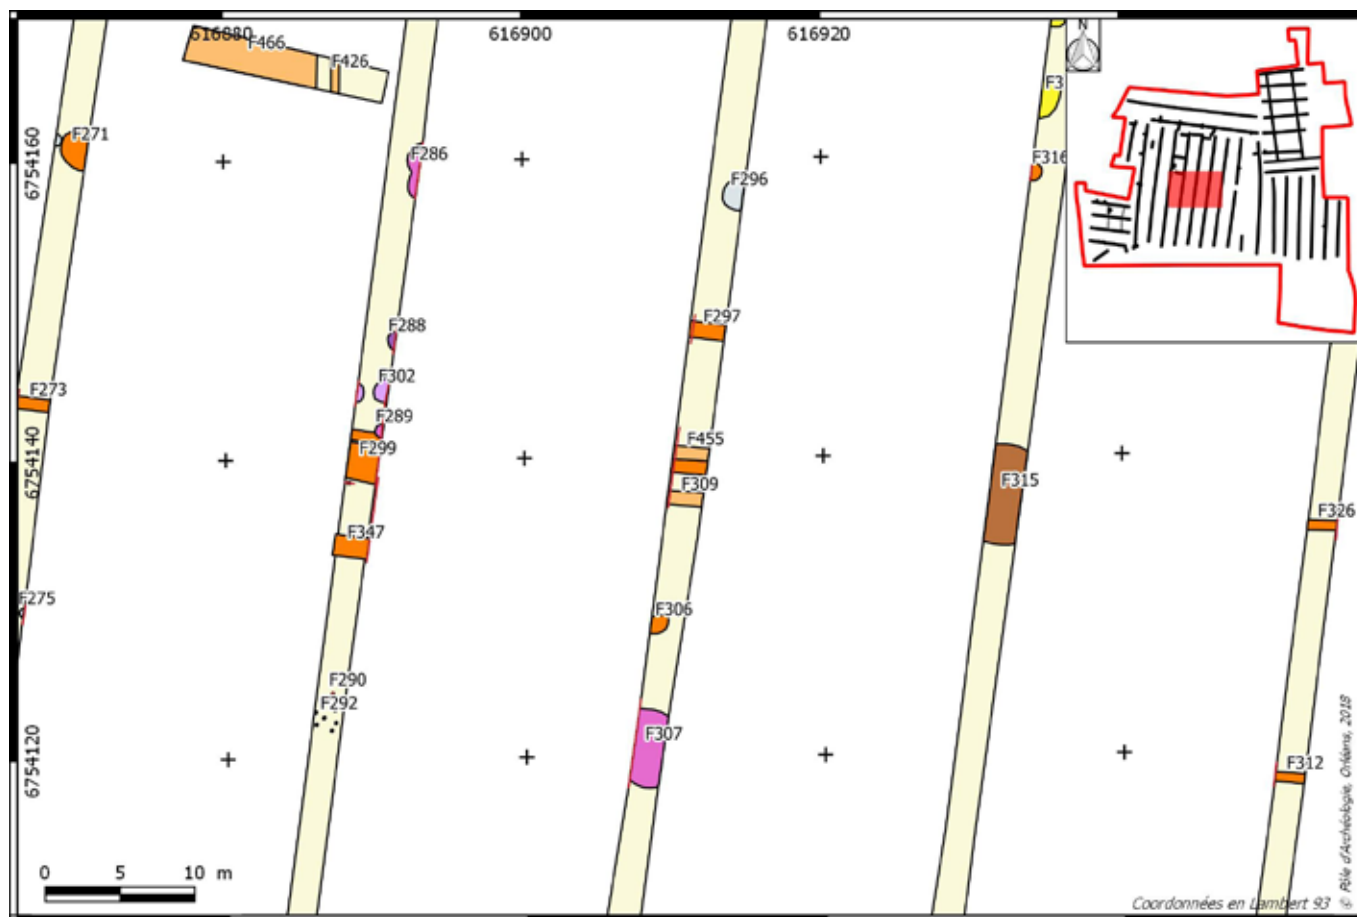 616880
616900
616920
N
F466
F426
F3
F271
6754160
F286
F316
F296
F288
F297
F302
F273
F289
F455
F299
6754140
F309
F315
F347
F326
F275
F306
F290
F292
F307
6754120
F312
0 5 10 m
Coordonnées en Lambert 93
© Pôle d'Archéologie, Orléans, 2018